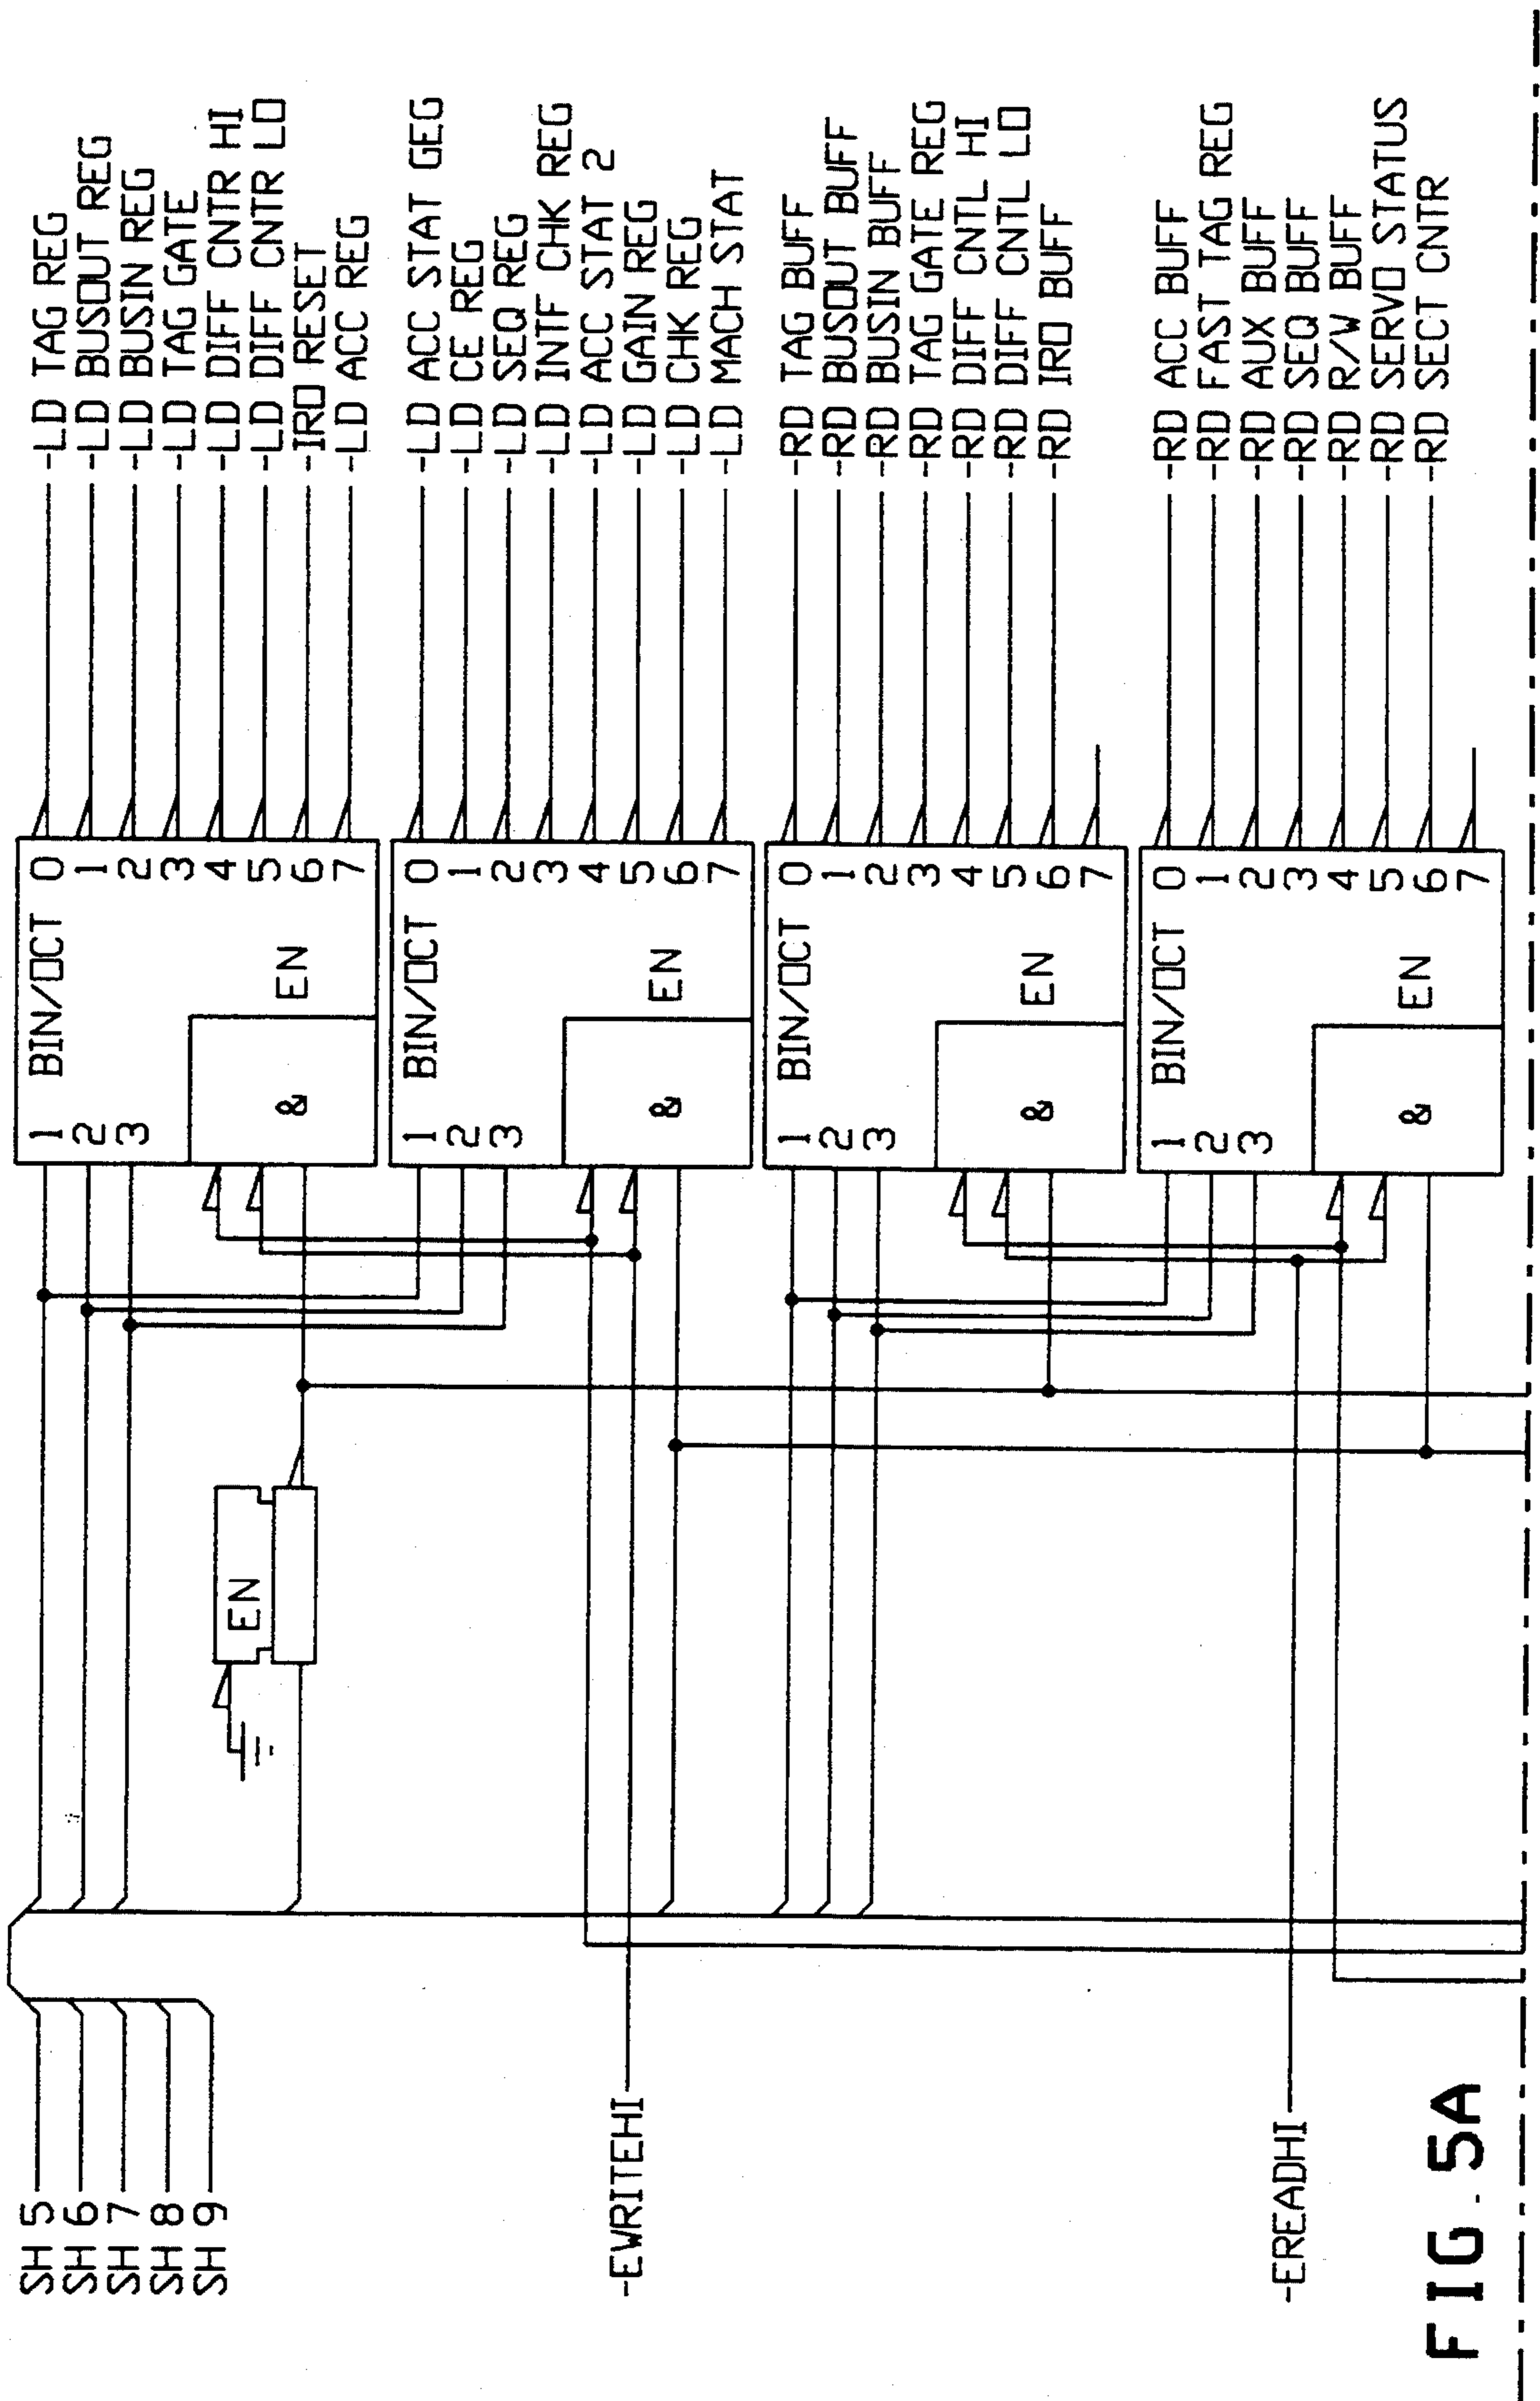 SH 5
SH 6
SH 7
SH 8
SH 9
-EWRITEHI
-EREADHI
EN
1 BIN/OCT 0
2 1
3 2
3
4
& EN 5
6
7
1 BIN/OCT 0
2 1
3 2
3
4
& EN 5
6
7
1 BIN/OCT 0
2 1
3 2
3
4
& EN 5
6
7
1 BIN/OCT 0
2 1
3 2
3
4
& EN 5
6
7
-LD TAG REG
-LD BUSOUT REG
-LD BUSIN REG
-LD TAG GATE
-LD DIFF CNTR HI
-LD DIFF CNTR LO
-IRO RESET
-LD ACC REG
-LD ACC STAT GEG
-LD CE REG
-LD SEQ REG
-LD INTF CHK REG
-LD ACC STAT 2
-LD GAIN REG
-LD CHK REG
-LD MACH STAT
-RD TAG BUFF
-RD BUSOUT BUFF
-RD BUSIN BUFF
-RD TAG GATE REG
-RD DIFF CNTL HI
-RD DIFF CNTL LO
-RD IRO BUFF
-RD ACC BUFF
-RD FAST TAG REG
-RD AUX BUFF
-RD SEQ BUFF
-RD R/W BUFF
-RD SERVO STATUS
-RD SECT CNTR
FIG. 5A